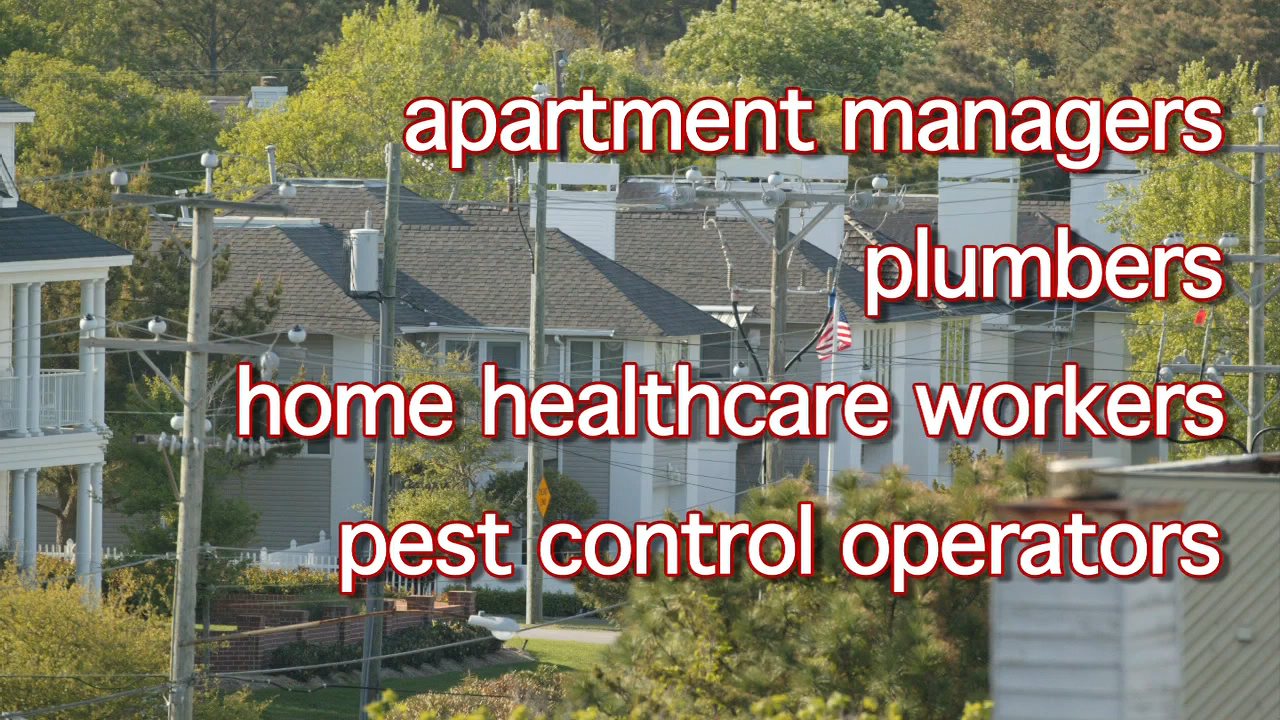 apartment managers
plumbers
home healthcare workers
pest control operators